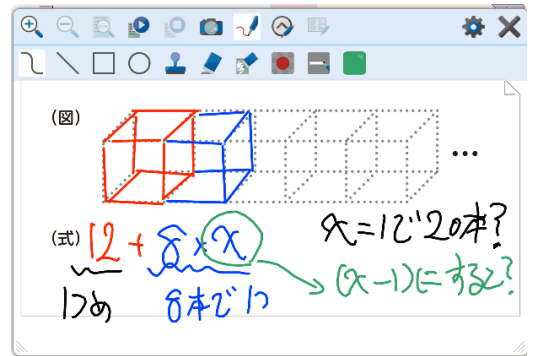 (図)
...
(式) 12 + 8 × x
x=1で20本?
(x-1)にすると?
1つめ
8本で1つ